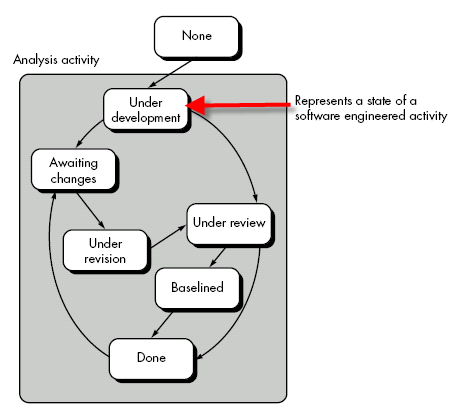 None
Analysis activity
Under
development
Represents a state of a
software engineered activity
Awaiting
changes
Under review
Under
revision
Baselined
Done